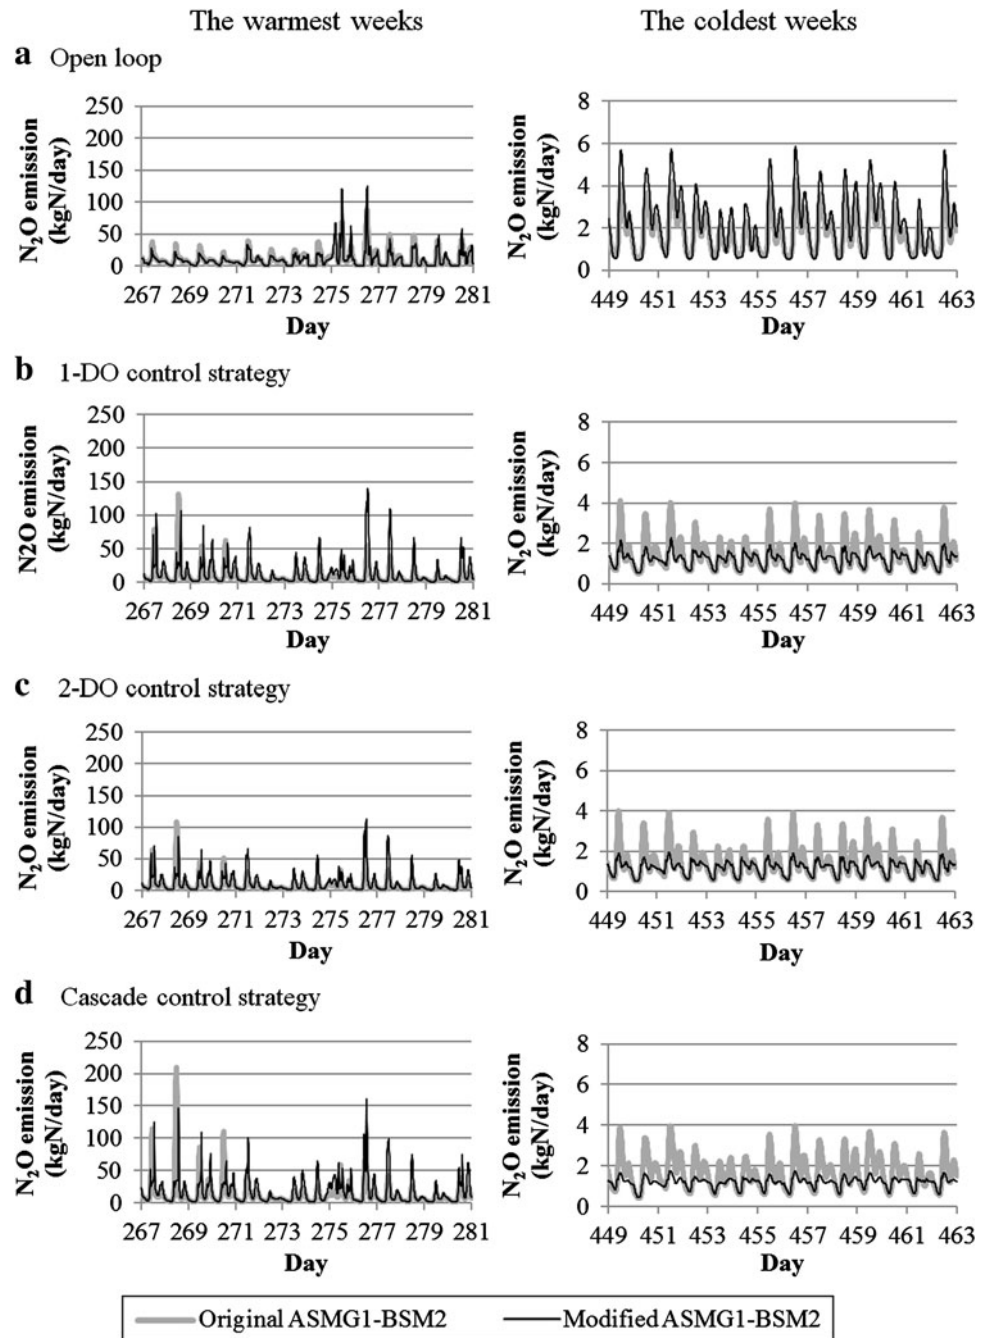 The warmest weeks
The coldest weeks
a Open loop
N₂O emission
(kgN/day)
250
200
150
100
50
0
267 269 271 273 275 277 279 281
Day
N₂O emission
(kgN/day)
8
6
4
2
0
449 451 453 455 457 459 461 463
Day
b 1-DO control strategy
N2O emission
(kgN/day)
250
200
150
100
50
0
267 269 271 273 275 277 279 281
Day
N₂O emission
(kgN/day)
8
6
4
2
0
449 451 453 455 457 459 461 463
Day
c 2-DO control strategy
N₂O emission
(kgN/day)
250
200
150
100
50
0
267 269 271 273 275 277 279 281
Day
N₂O emission
(kgN/day)
8
6
4
2
0
449 451 453 455 457 459 461 463
Day
d Cascade control strategy
N₂O emission
(kgN/day)
250
200
150
100
50
0
267 269 271 273 275 277 279 281
Day
N₂O emission
(kgN/day)
8
6
4
2
0
449 451 453 455 457 459 461 463
Day
Original ASMG1-BSM2
Modified ASMG1-BSM2